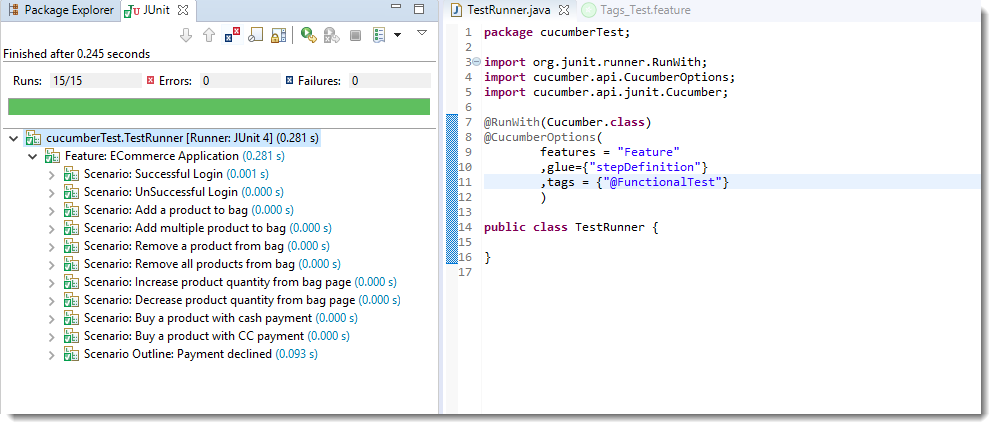 Package Explorer
JUnit
Finished after 0.245 seconds
Runs: 15/15
Errors: 0
Failures: 0
cucumberTest.TestRunner [Runner: JUnit 4] (0.281 s)
Feature: ECommerce Application (0.281 s)
Scenario: Successful Login (0.001 s)
Scenario: UnSuccessful Login (0.000 s)
Scenario: Add a product to bag (0.000 s)
Scenario: Add multiple product to bag (0.000 s)
Scenario: Remove a product from bag (0.000 s)
Scenario: Remove all products from bag (0.000 s)
Scenario: Increase product quantity from bag page (0.000 s)
Scenario: Decrease product quantity from bag page (0.000 s)
Scenario: Buy a product with cash payment (0.000 s)
Scenario: Buy a product with CC payment (0.000 s)
Scenario Outline: Payment declined (0.093 s)
TestRunner.java
Tags_Test.feature
1 package cucumberTest;
2
3 import org.junit.runner.RunWith;
4 import cucumber.api.CucumberOptions;
5 import cucumber.api.junit.Cucumber;
6
7 @RunWith(Cucumber.class)
8 @CucumberOptions(
9 features = "Feature"
10 ,glue={"stepDefinition"}
11 ,tags = {"@FunctionalTest"}
12 )
13
14 public class TestRunner {
15
16 }
17